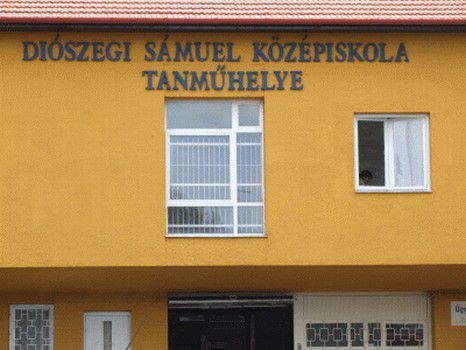 DIÓSZEGI SÁMUEL KÖZÉPISKOLA
TANMŰHELYE